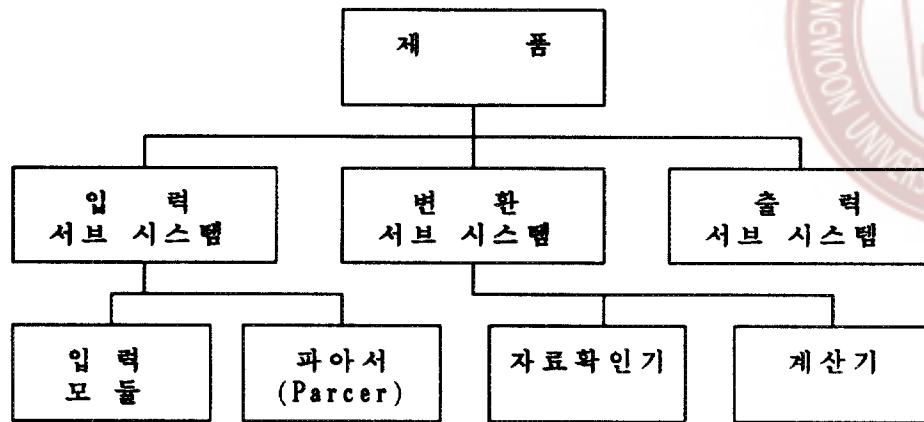 제 품
입 력
서브 시스템
변 환
서브 시스템
출 력
서브 시스템
입 력
모 듈
파아서
(Parcer)
자료확인기
계산기